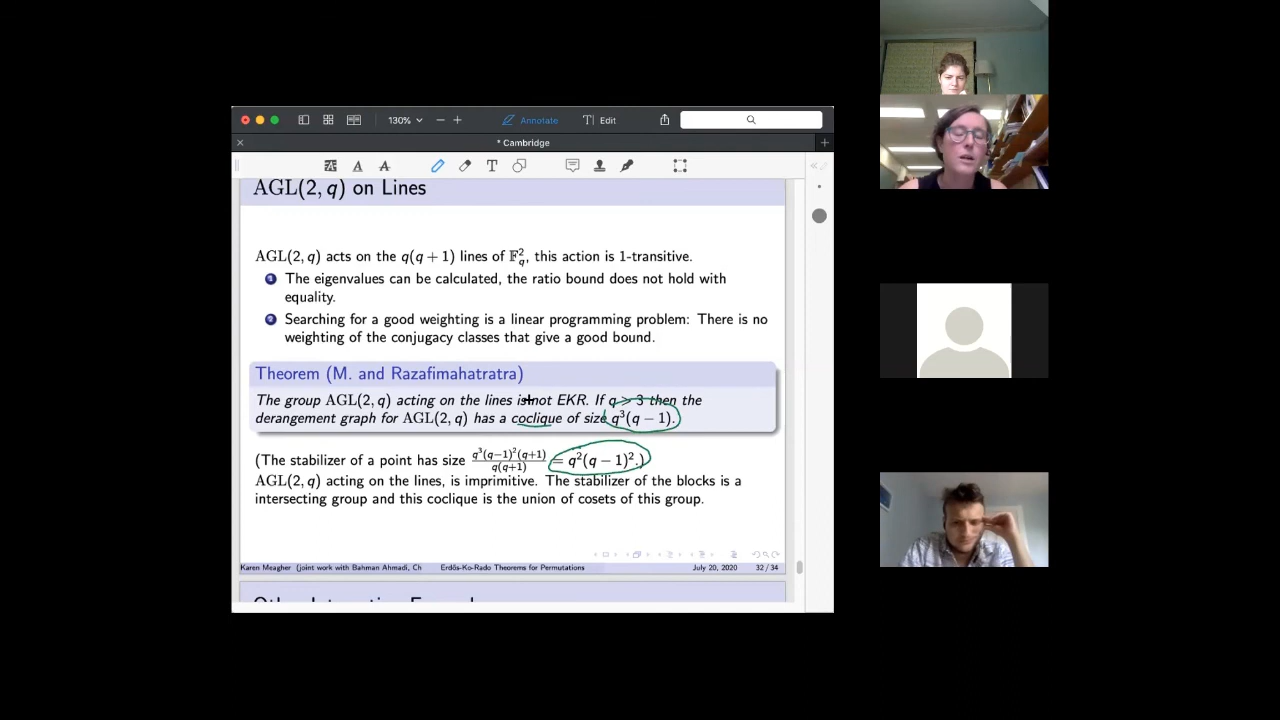 130%
Annotate
Edit
* Cambridge
AGL(2, q) on Lines
AGL(2, q) acts on the q(q + 1) lines of 𝔽_q^2, this action is 1-transitive.
1 The eigenvalues can be calculated, the ratio bound does not hold with
equality.
2 Searching for a good weighting is a linear programming problem: There is no
weighting of the conjugacy classes that give a good bound.
Theorem (M. and Razafimahatratra)
The group AGL(2, q) acting on the lines is not EKR. If q > 3 then the
derangement graph for AGL(2, q) has a coclique of size q^3(q − 1).
(The stabilizer of a point has size q^3(q−1)^2(q+1)/q(q+1) = q^2(q − 1)^2.)
AGL(2, q) acting on the lines, is imprimitive. The stabilizer of the blocks is a
intersecting group and this coclique is the union of cosets of this group.
Karen Meagher (joint work with Bahman Ahmadi, Ch
Erdős-Ko-Rado Theorems for Permutations
July 20, 2020
32 / 34